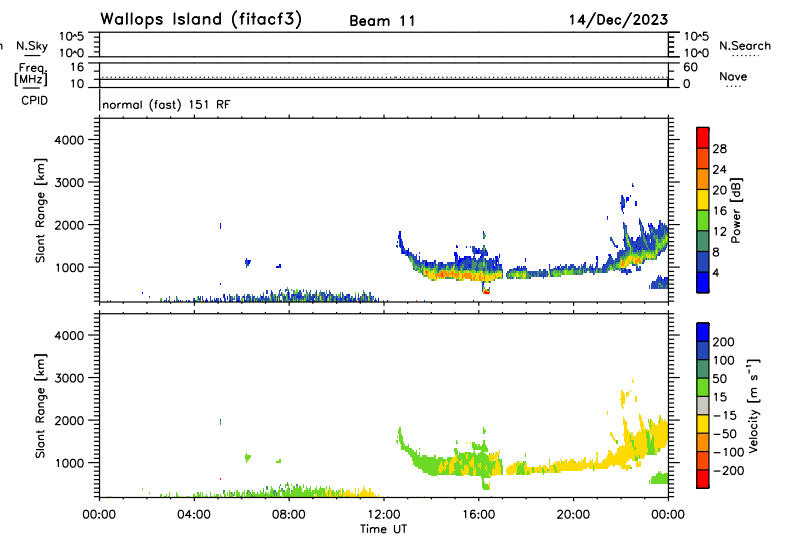 Wallops Island (fitacf3) Beam 11 14/Dec/2023
n N.Sky 10^5 10^0 10^5 10^0 N.Search
Freq. [MHz] 16 10 60 0 Nave
CPID normal (fast) 151 RF
Slant Range [km]
4000
3000
2000
1000
28
24
20
16
12
8
4
Power [dB]
Slant Range [km]
4000
3000
2000
1000
200
100
50
15
-15
-50
-100
-200
Velocity [m s⁻¹]
00:00 04:00 08:00 12:00 16:00 20:00 00:00
Time UT